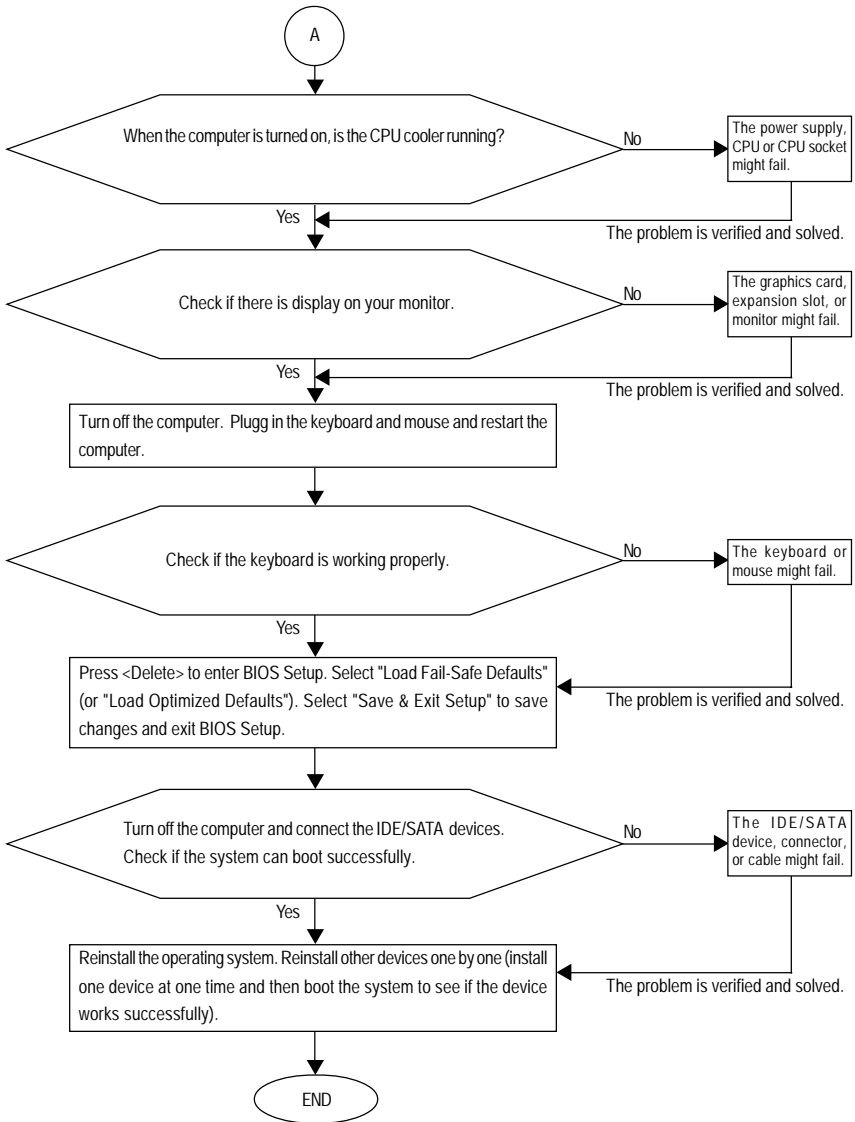 A
When the computer is turned on, is the CPU cooler running?
No
The power supply,
CPU or CPU socket
might fail.
Yes
The problem is verified and solved.
Check if there is display on your monitor.
No
The graphics card,
expansion slot, or
monitor might fail.
Yes
The problem is verified and solved.
Turn off the computer. Plugg in the keyboard and mouse and restart the
computer.
Check if the keyboard is working properly.
No
The keyboard or
mouse might fail.
Yes
Press <Delete> to enter BIOS Setup. Select "Load Fail-Safe Defaults"
(or "Load Optimized Defaults"). Select "Save & Exit Setup" to save
changes and exit BIOS Setup.
The problem is verified and solved.
Turn off the computer and connect the IDE/SATA devices.
Check if the system can boot successfully.
No
The IDE/SATA
device, connector,
or cable might fail.
Yes
Reinstall the operating system. Reinstall other devices one by one (install
one device at one time and then boot the system to see if the device
works successfully).
The problem is verified and solved.
END